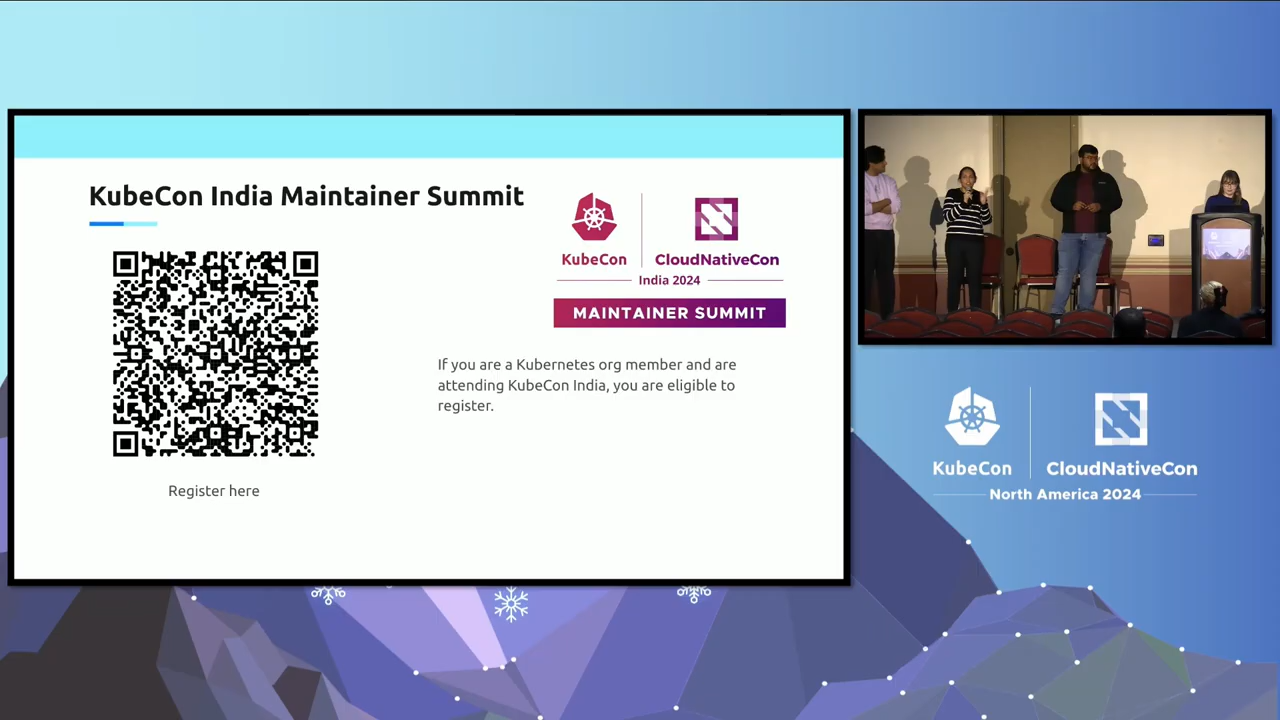 KubeCon India Maintainer Summit
KubeCon
CloudNativeCon
India 2024
MAINTAINER SUMMIT
If you are a Kubernetes org member and are
attending KubeCon India, you are eligible to
register.
Register here
KubeCon
CloudNativeCon
North America 2024